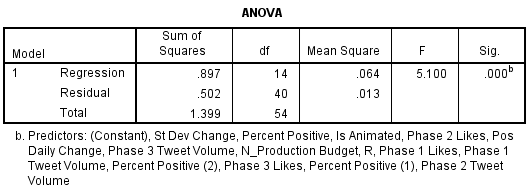 ANOVA
Model Sum of Squares df Mean Square F Sig.
1 Regression .897 14 .064 5.100 .000b
Residual .502 40 .013
Total 1.399 54
b. Predictors: (Constant), St Dev Change, Percent Positive, Is Animated, Phase 2 Likes, Pos
Daily Change, Phase 3 Tweet Volume, N_Production Budget, R, Phase 1 Likes, Phase 1
Tweet Volume, Percent Positive (2), Phase 3 Likes, Percent Positive (1), Phase 2 Tweet
Volume